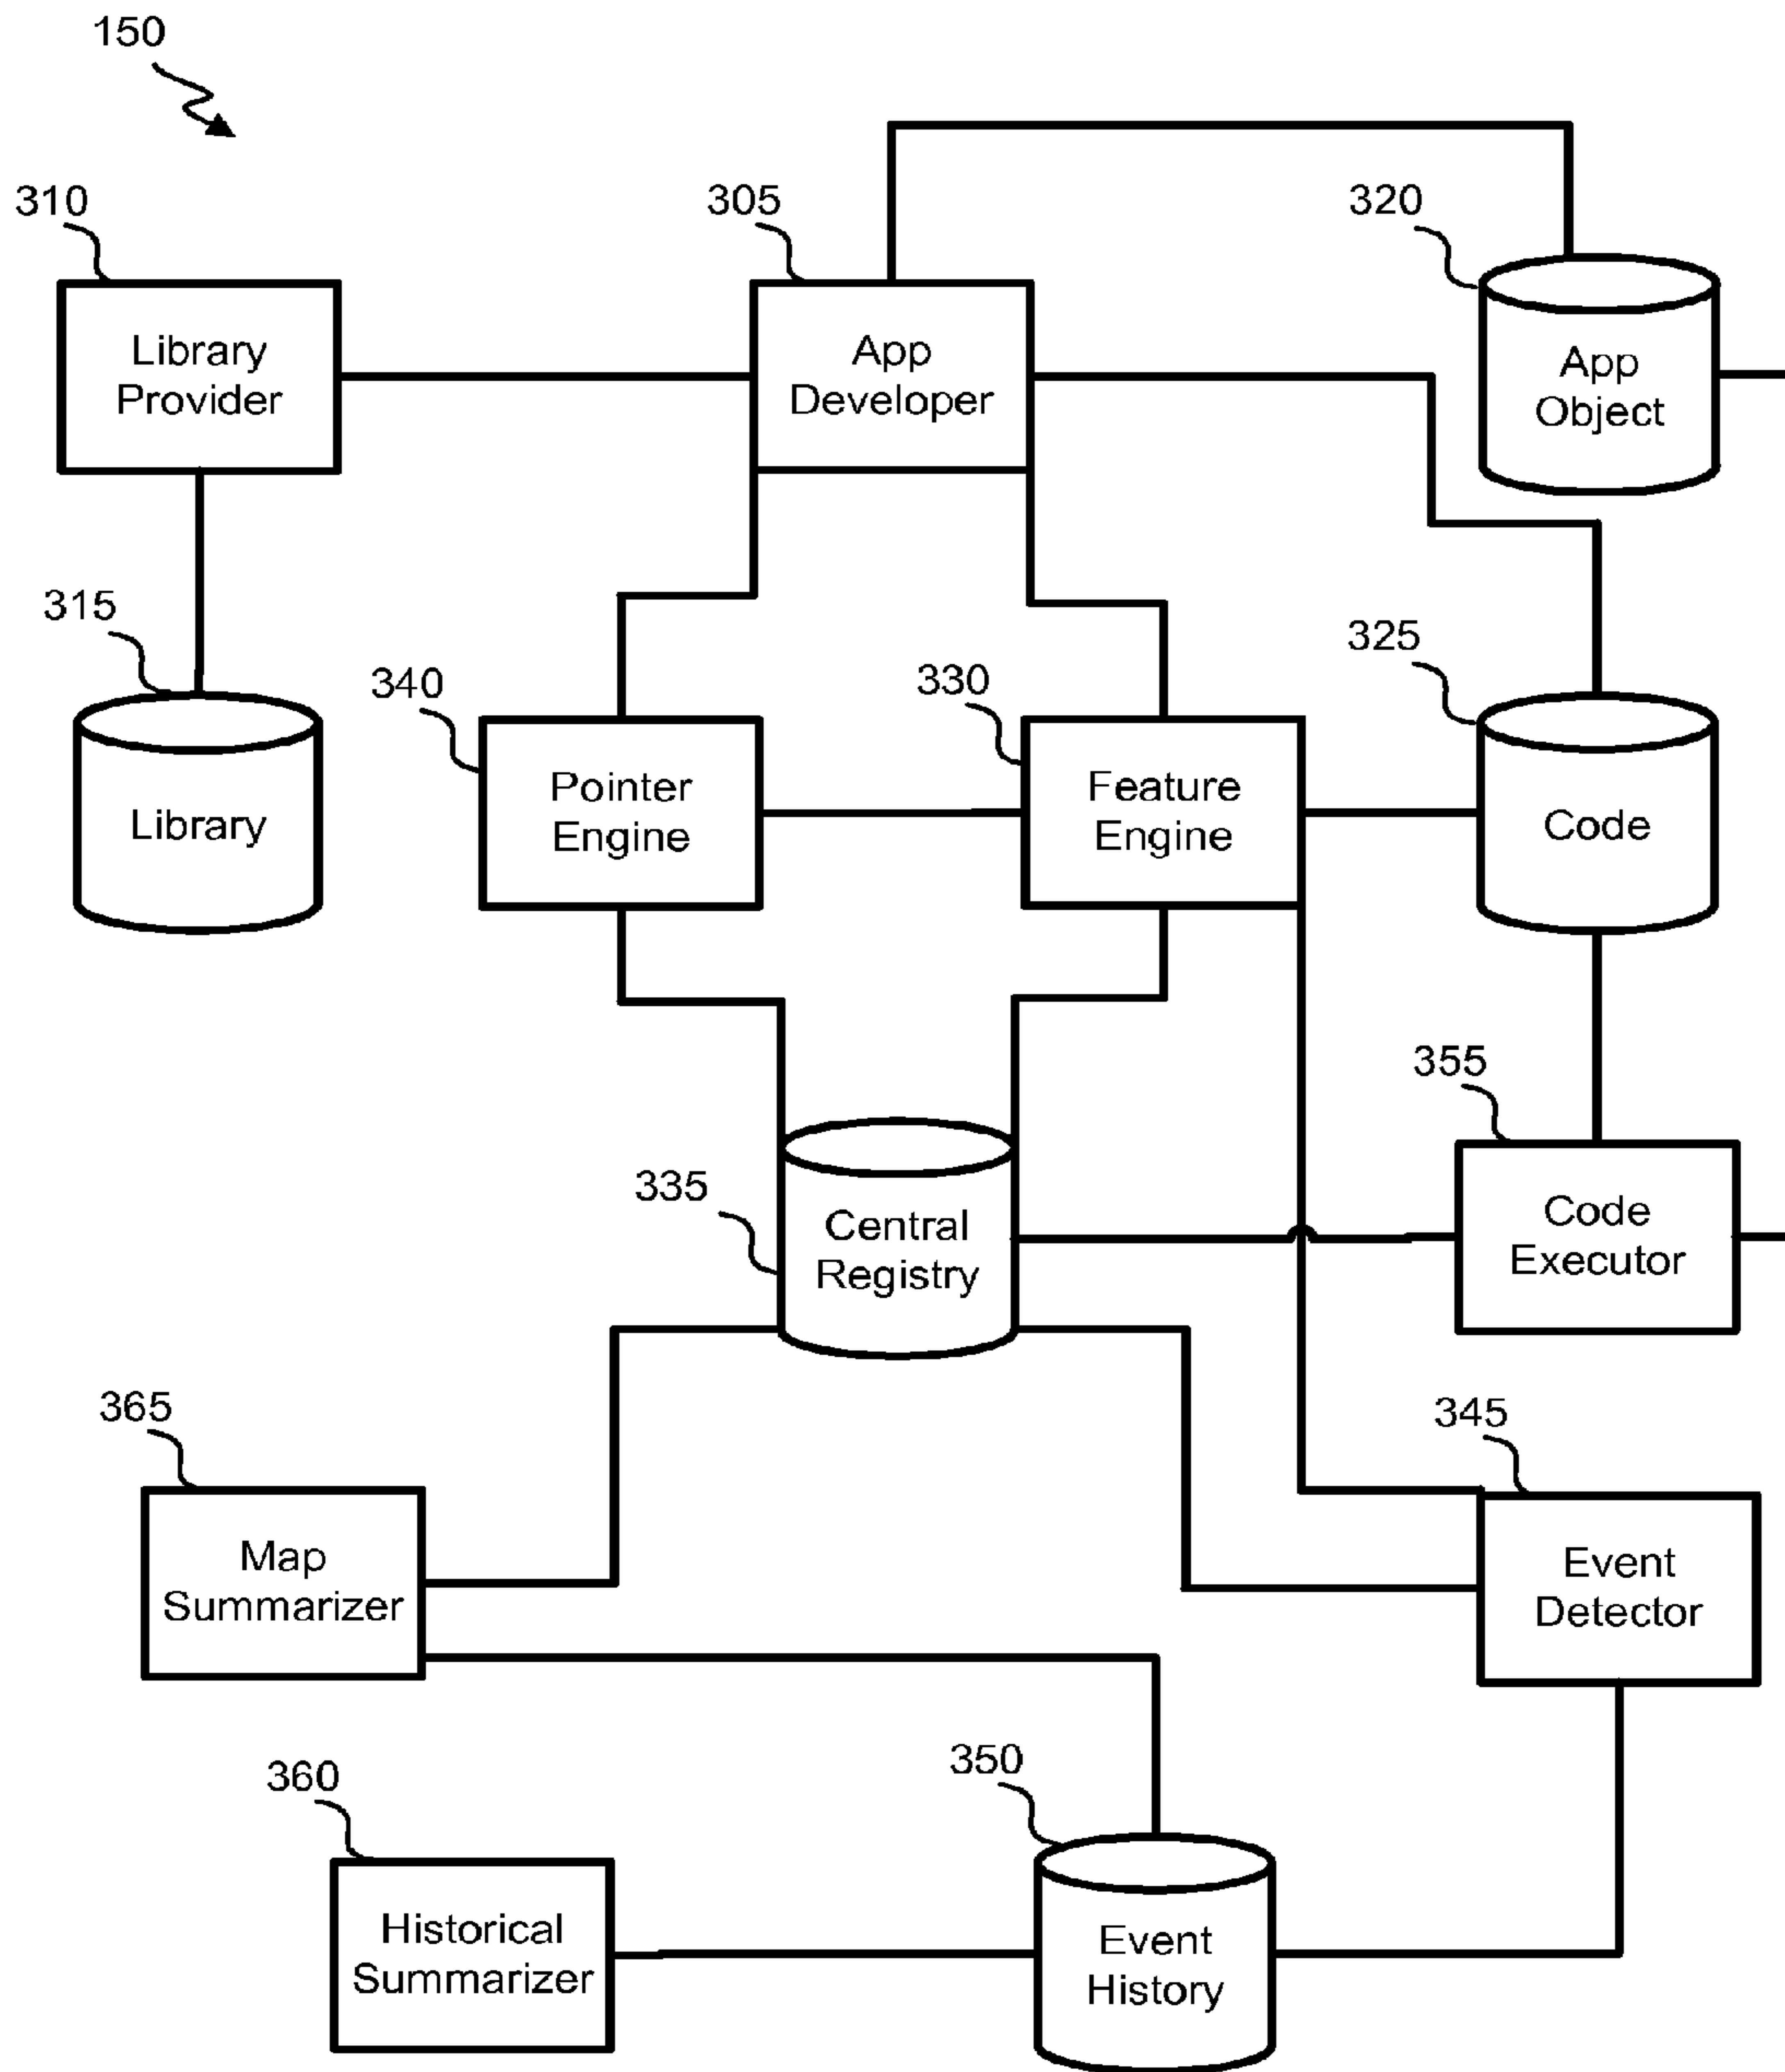 150
310
305
320
Library
Provider
App
Developer
App
Object
315
340
330
325
Library
Pointer
Engine
Feature
Engine
Code
335
355
Central
Registry
Code
Executor
365
345
Map
Summarizer
Event
Detector
360
350
Historical
Summarizer
Event
History